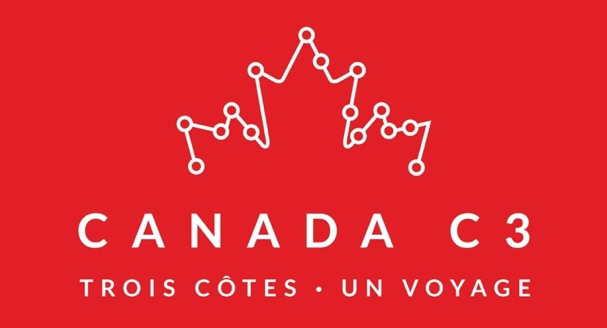 CANADA C3
TROIS CÔTES · UN VOYAGE